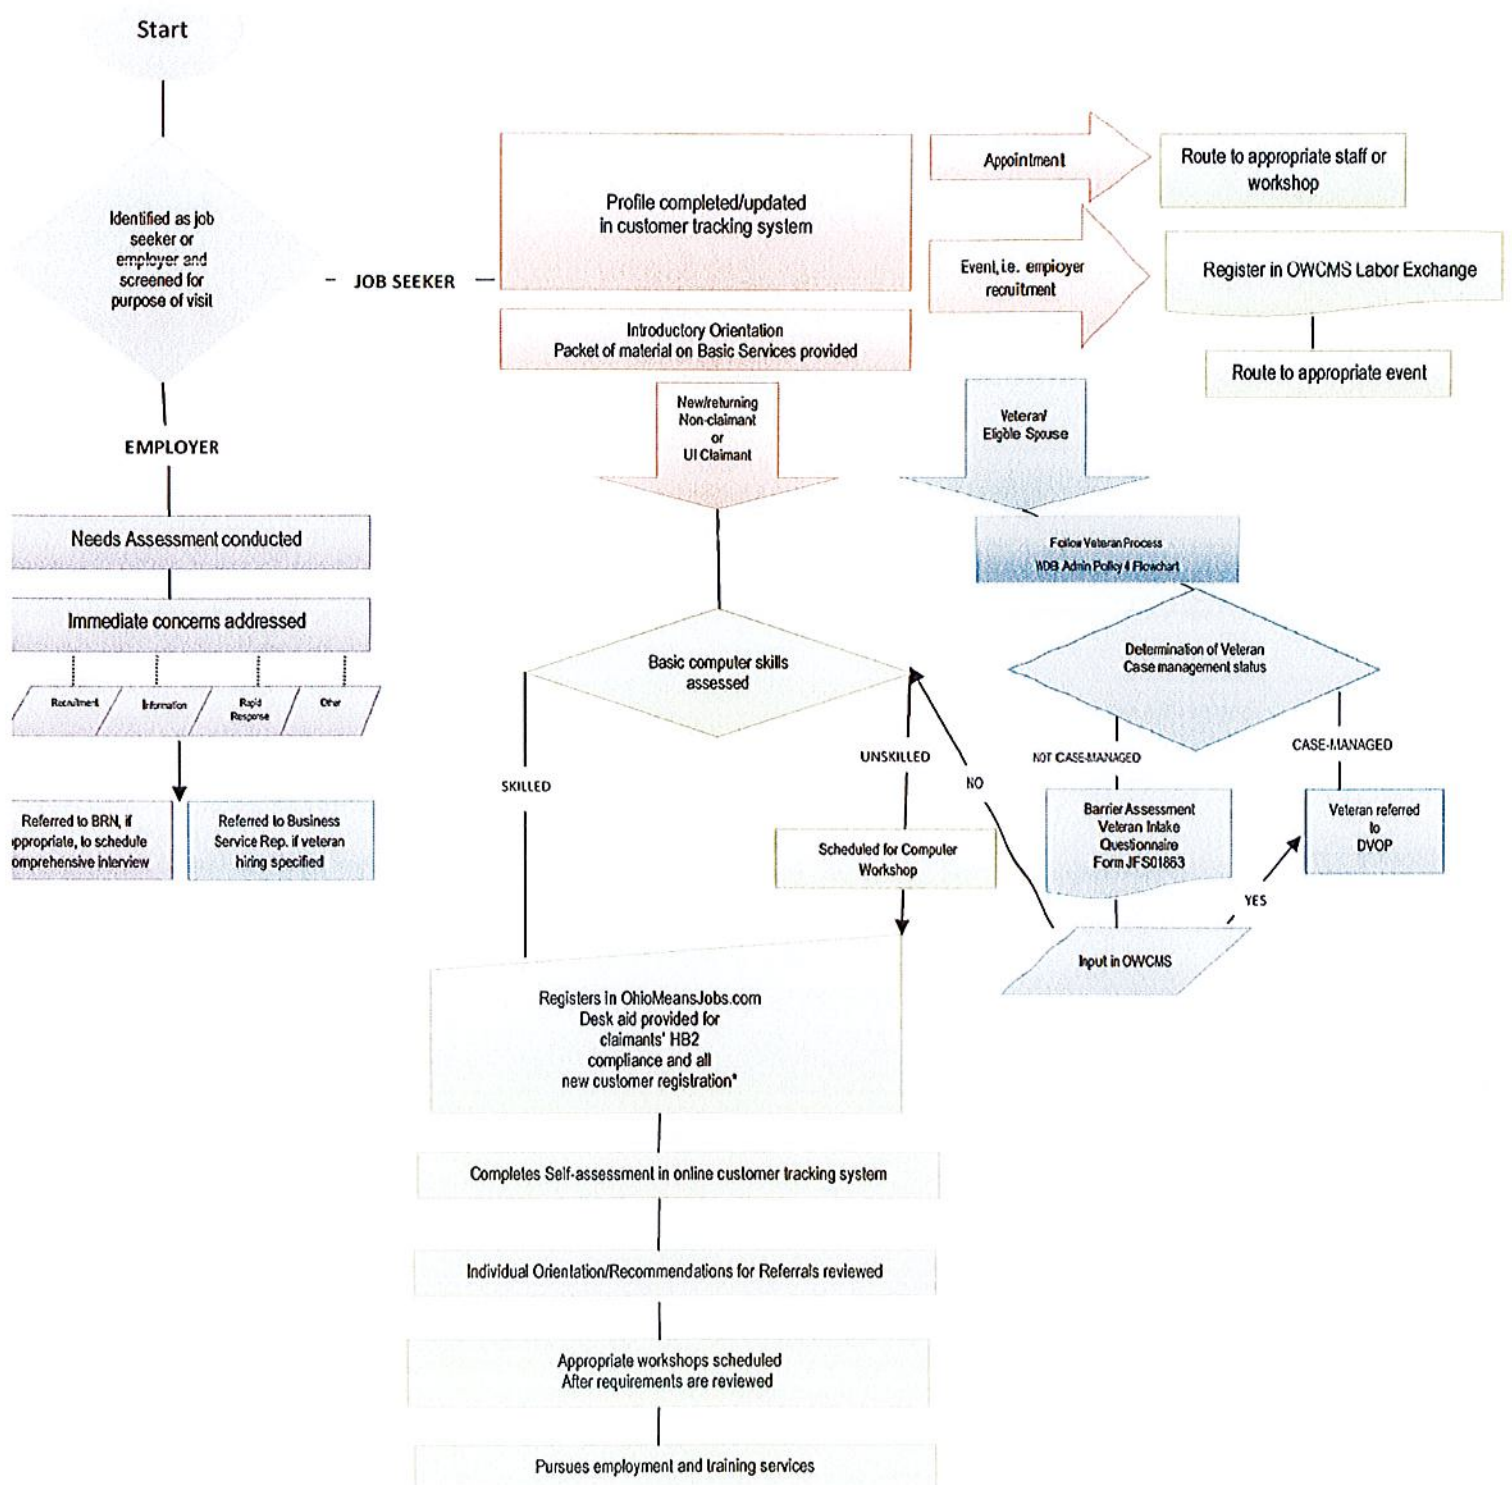 Start
Identified as job
seeker or
employer and
screened for
purpose of visit
JOB SEEKER
Profile completed/updated
in customer tracking system
Introductory Orientation
Packet of material on Basic Services provided
Appointment
Route to appropriate staff or
workshop
Event, i.e. employer
recruitment
Register in OWCMS Labor Exchange
Route to appropriate event
New/returning
Non-claimant
or
UI Claimant
Veteran/
Eligible Spouse
EMPLOYER
Needs Assessment conducted
Immediate concerns addressed
Recruitment
Information
Rapid
Response
Other
Referred to BRN, if
ppropriate, to schedule
omprehensive interview
Referred to Business
Service Rep. if veteran
hiring specified
Follow Veteran Process
WDB Admin Policy 4 Flowchart
Determination of Veteran
Case management status
NOT CASE-MANAGED
CASE-MANAGED
Barrier Assessment
Veteran Intake
Questionnaire
Form JFS01863
Veteran referred
to
DVOP
YES
NO
Input in OWCMS
Basic computer skills
assessed
SKILLED
UNSKILLED
Scheduled for Computer
Workshop
Registers in OhioMeansJobs.com
Desk aid provided for
claimants' HB2
compliance and all
new customer registration*
Completes Self-assessment in online customer tracking system
Individual Orientation/Recommendations for Referrals reviewed
Appropriate workshops scheduled
After requirements are reviewed
Pursues employment and training services